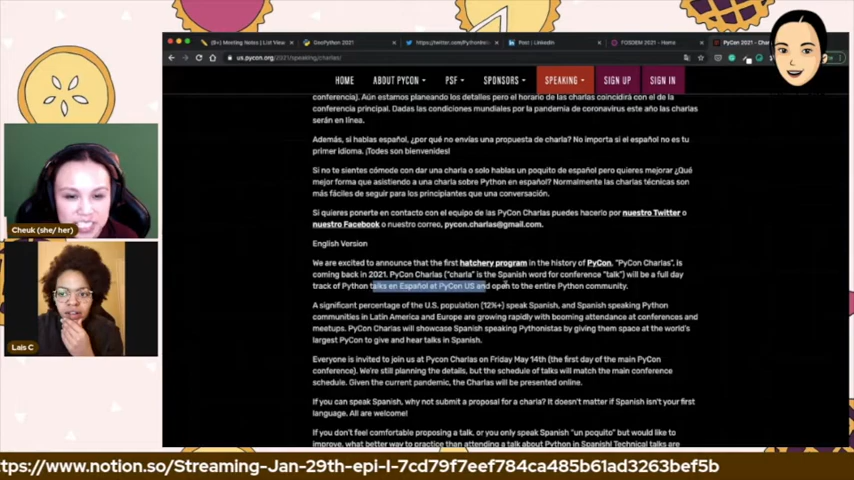 (8+) Meeting Notes | List View
DevPython 2021
FOSDEM 2021 - Home
PyCon 2021 - Char
us.pycon.org/2021/speaking/charlas/
HOME ABOUT PYCON PSF SPONSORS SPEAKING SIGN UP SIGN IN
conferencia). Aún estamos planeando los detalles pero el horario de las charlas coincidirá con el de la
conferencia principal. Dadas las condiciones mundiales por la pandemia de coronavirus este año las charlas
serán en línea.
Además, si hablas español, ¿por qué no envías una propuesta de charla? No importa si el español no es tu
primer idioma. ¡Todes son bienvenides!
Si no te sientes cómode con dar una charla o solo hablas un poquito de español pero quieres mejorar ¿Qué
mejor forma que asistiendo a una charla sobre Python en español? Normalmente las charlas técnicas son
más fáciles de seguir para los principiantes que una conversación.
Si quieres ponerte en contacto con el equipo de las PyCon Charlas puedes hacerlo por nuestro Twitter o
nuestro Facebook o nuestro correo, pycon.charlas@gmail.com.
English Version
We are excited to announce that the first hatchery program in the history of PyCon, "PyCon Charlas", is
coming back in 2021. PyCon Charlas ("charla" is the Spanish word for conference "talk") will be a full day
track of Python talks en Español at PyCon US and open to the entire Python community.
A significant percentage of the U.S. population (12%+) speak Spanish, and Spanish speaking Python
communities in Latin America and Europe are growing rapidly with booming attendance at conferences and
meetups. PyCon Charlas will showcase Spanish speaking Pythonistas by giving them space at the world's
largest PyCon to give and hear talks in Spanish.
Everyone is invited to join us at Pycon Charlas on Friday May 14th (the first day of the main PyCon
conference). We're still planning the details, but the schedule of talks will match the main conference
schedule. Given the current pandemic, the Charlas will be presented online.
If you can speak Spanish, why not submit a proposal for a charla? It doesn't matter if Spanish isn't your first
language. All are welcome!
If you don't feel comfortable proposing a talk, or you only speak Spanish "un poquito" but would like to
improve, what better way to practice than attending a talk about Python in Spanish! Technical talks are
Cheuk (she/ her)
Lais C
ttps://www.notion.so/Streaming-Jan-29th-epi-I-7cd79f7eef784ca485b61ad3263bef5b